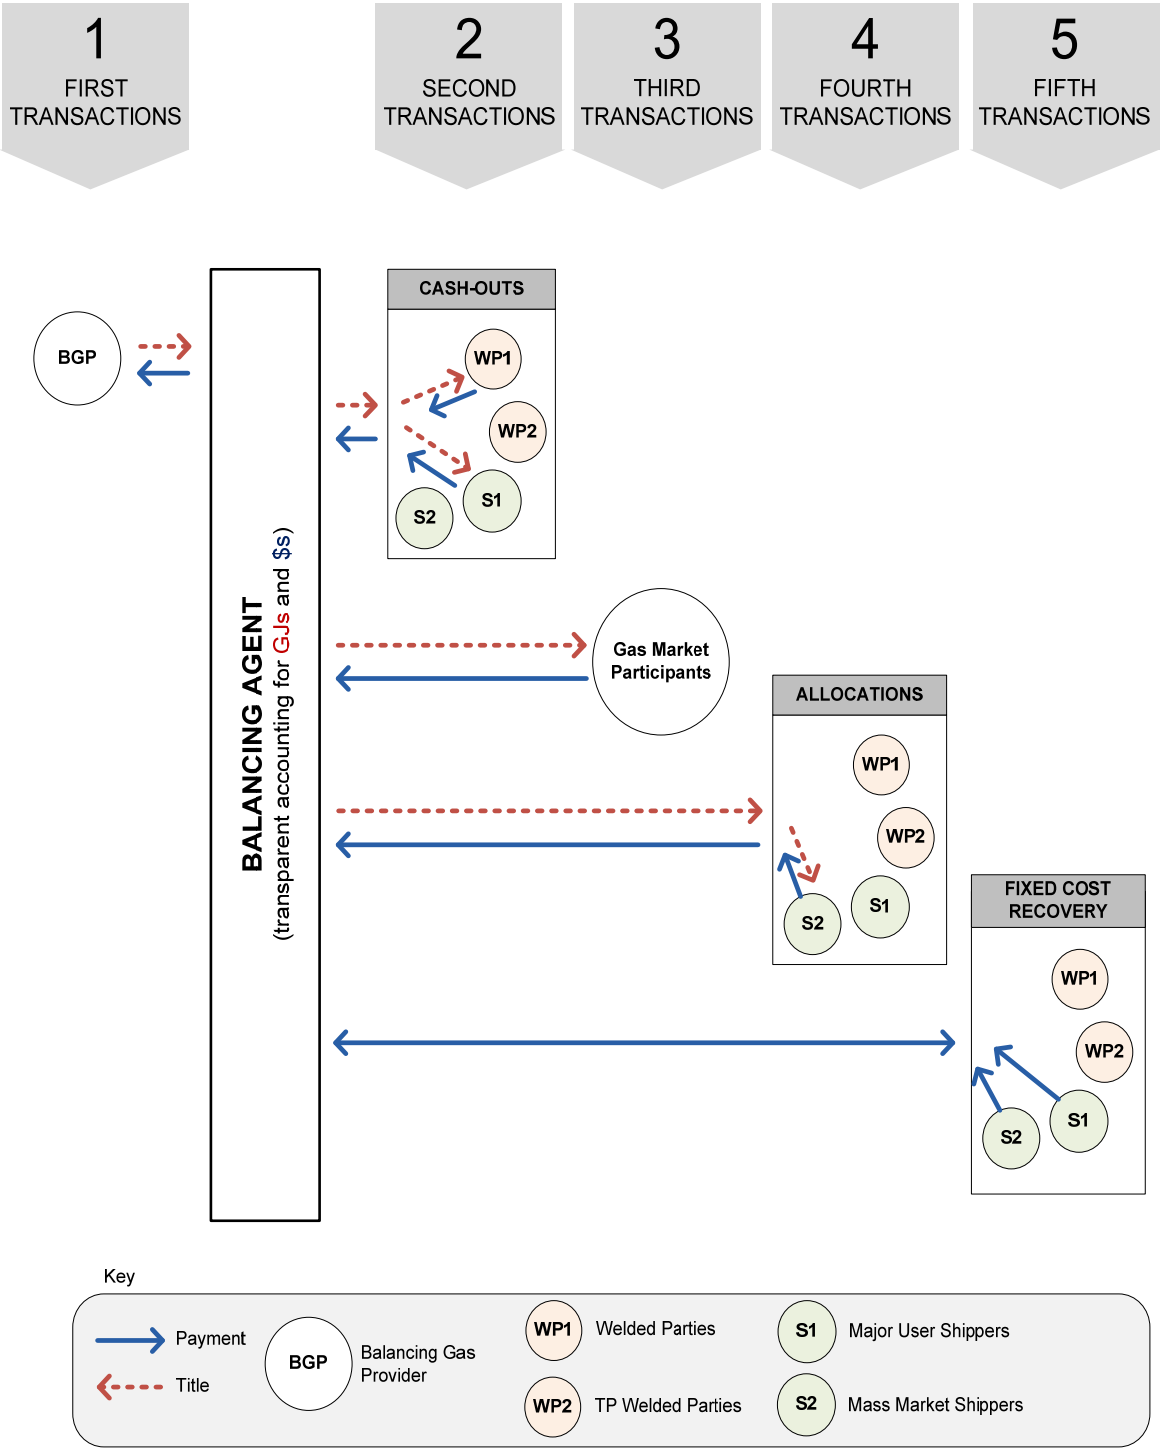 1
FIRST
TRANSACTIONS
2
SECOND
TRANSACTIONS
3
THIRD
TRANSACTIONS
4
FOURTH
TRANSACTIONS
5
FIFTH
TRANSACTIONS
BGP
BALANCING AGENT
(transparent accounting for GJs and $s)
CASH-OUTS
WP1
WP2
S1
S2
Gas Market
Participants
ALLOCATIONS
WP1
WP2
S1
S2
FIXED COST
RECOVERY
WP1
WP2
S1
S2
Key
Payment
Title
BGP
Balancing Gas
Provider
WP1
Welded Parties
WP2
TP Welded Parties
S1
Major User Shippers
S2
Mass Market Shippers